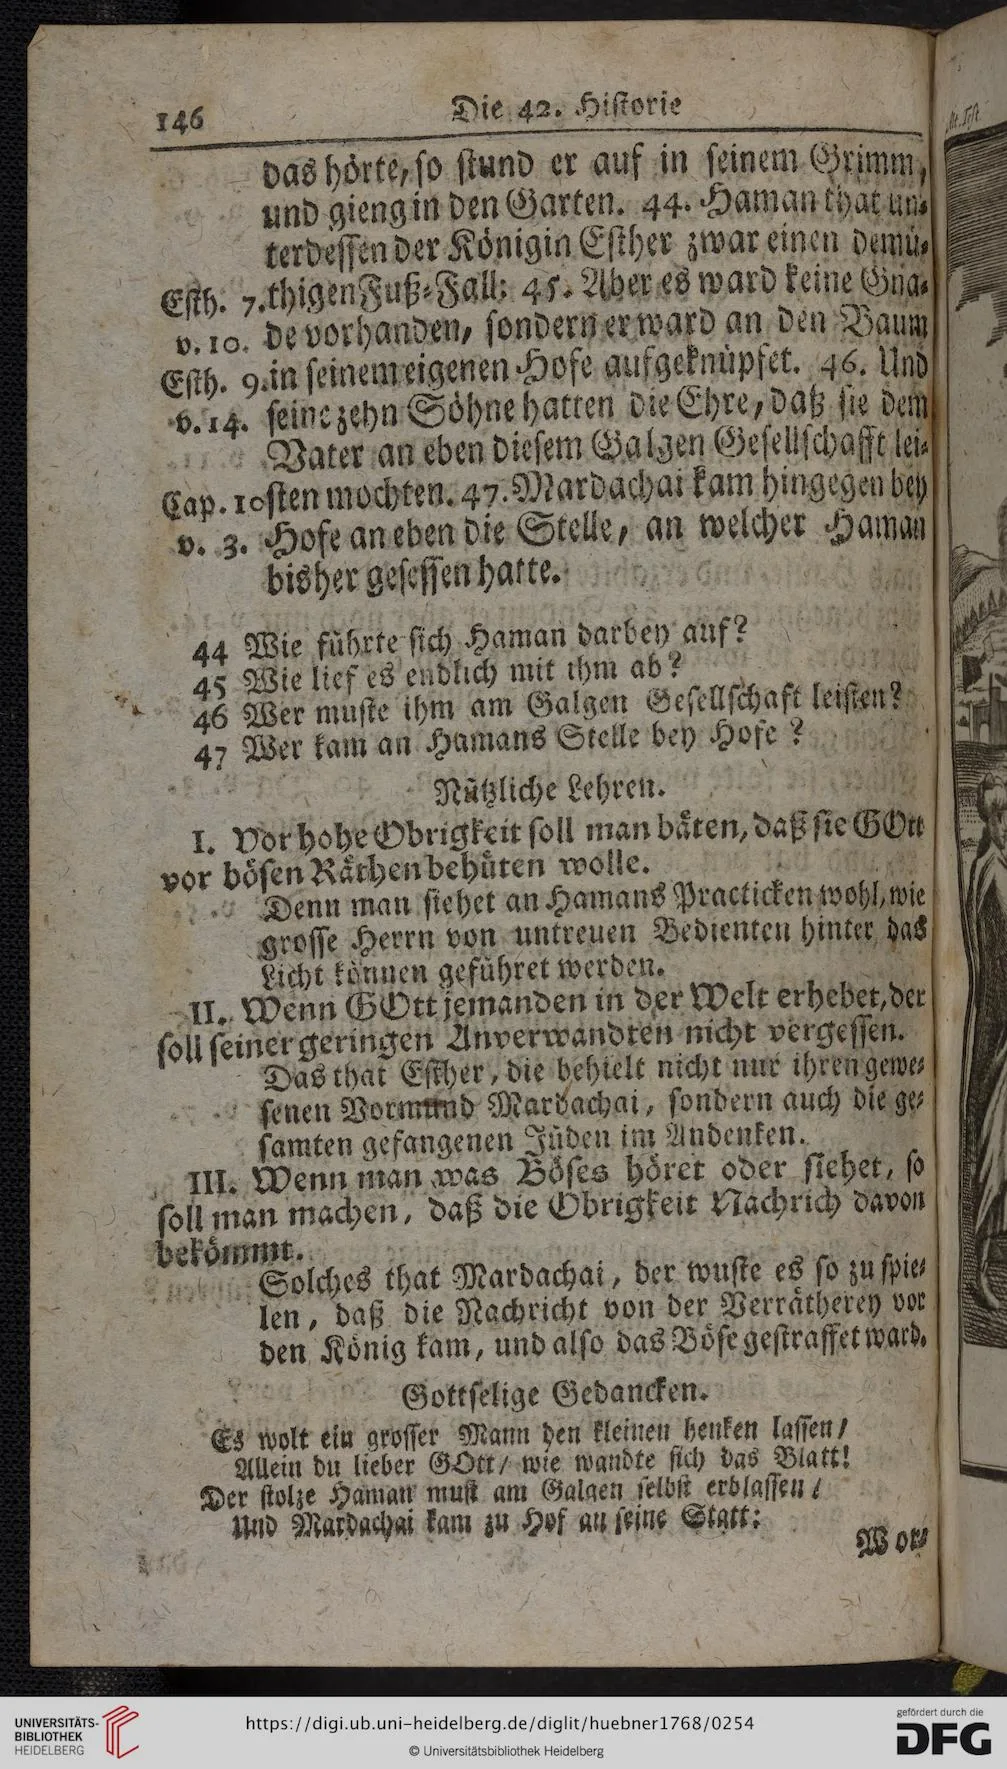 146 Die 42. Historie
das hörte, so stund er auf in seinem Grimm,
und gieng in den Garten. 44. Haman that un-
terdessen der Königin Esther zwar einen demü-
Esth. 7. thigen Fuß-Fall: 45. Aber es ward keine Gna-
v. 10. de vorhanden, sondern er ward an den Baum
Esth. 9. in seinem eigenen Hofe aufgeknüpfet. 46. Und
v. 14. seine zehn Söhne hatten die Ehre, daß sie dem
Vater an eben diesem Galgen Gesellschafft lei-
Cap. 10 sten mochten. 47. Mardachai kam hingegen bey
v. 3. Hofe an eben die Stelle, an welcher Haman
bisher gesessen hatte.
44 Wie führte sich Haman darbey auf?
45 Wie lief es endlich mit ihm ab?
46 Wer muste ihm am Galgen Gesellschaft leisten?
47 Wer kam an Hamans Stelle bey Hofe?
Nützliche Lehren.
I. Vor hohe Obrigkeit soll man bäten, daß sie GOtt
vor bösen Räthen behüten wolle.
Denn man siehet an Hamans Practicken wohl, wie
grosse Herrn von untreuen Bedienten hinter das
Licht können geführet werden.
II. Wenn GOtt jemanden in der Welt erhebet, der
soll seiner geringen Anverwandten nicht vergessen.
Das that Esther, die behielt nicht nur ihren gewe-
senen Vormund Mardachai, sondern auch die ge-
samten gefangenen Jüden im Andenken.
III. Wenn man was Böses höret oder siehet, so
soll man machen, daß die Obrigkeit Nachrich davon
bekömmt.
Solches that Mardachai, der wuste es so zu spie-
len, daß die Nachricht von der Verrätherey vor
den König kam, und also das Böse gestraffet ward.
Gottselige Gedancken.
Es wolt ein grosser Mann den kleinen henken lassen/
Allein du lieber GOtt/ wie wandte sich das Blatt!
Der stolze Haman must am Galgen selbst erblassen/
Und Mardachai kam zu Hof an seine Statt:
Wor-
UNIVERSITÄTS-
BIBLIOTHEK
HEIDELBERG
https://digi.ub.uni-heidelberg.de/diglit/huebner1768/0254
© Universitätsbibliothek Heidelberg
gefördert durch die
DFG